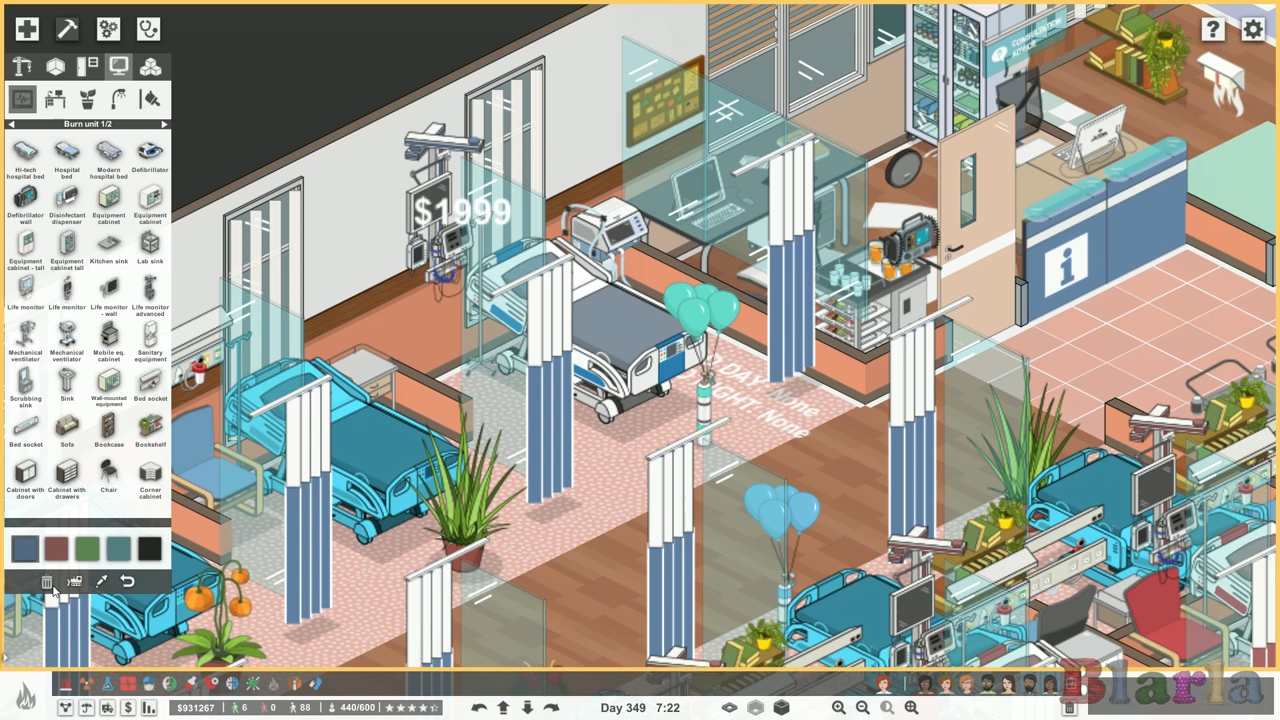 Burn unit 1/2
Hi-tech hospital bed
Hospital bed
Modern hospital bed
Defibrillator
Defibrillator wall
Disinfectant dispenser
Equipment cabinet
Equipment cabinet
Equipment cabinet - tall
Equipment cabinet tall
Kitchen sink
Lab sink
Life monitor
Life monitor
Life monitor - wall
Life monitor advanced
Mechanical ventilator
Mechanical ventilator
Mobile eq. cabinet
Sanitary equipment
Scrubbing sink
Sink
Wall-mounted equipment
Bed socket
Bed socket
Sofa
Bookcase
Bookshelf
Cabinet with doors
Cabinet with drawers
Chair
Corner cabinet
$1999
CONSULTATION
ADVICE
DAY: None
None
$931267
6
0
88
440/600
Day 349 7:22
Blarla